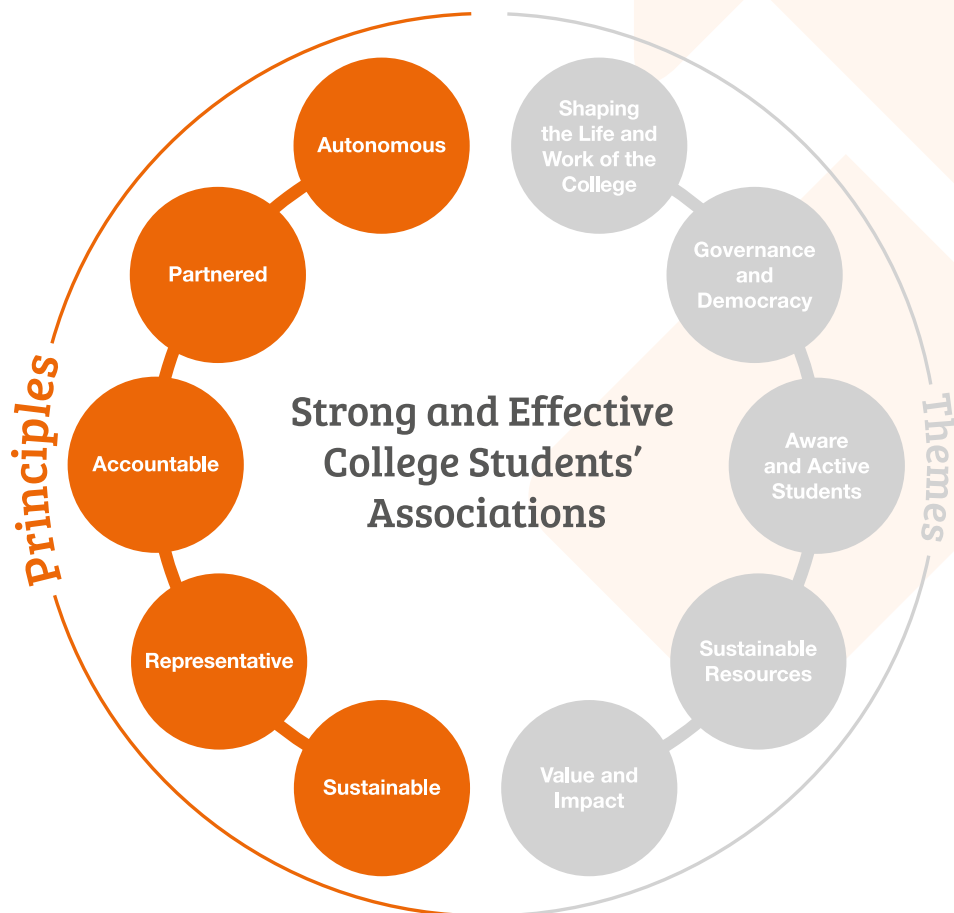 Principles
Autonomous
Partnered
Accountable
Representative
Sustainable
Strong and Effective
College Students’
Associations
Themes
Shaping
the Life and
Work of the
College
Governance
and
Democracy
Aware
and Active
Students
Sustainable
Resources
Value and
Impact